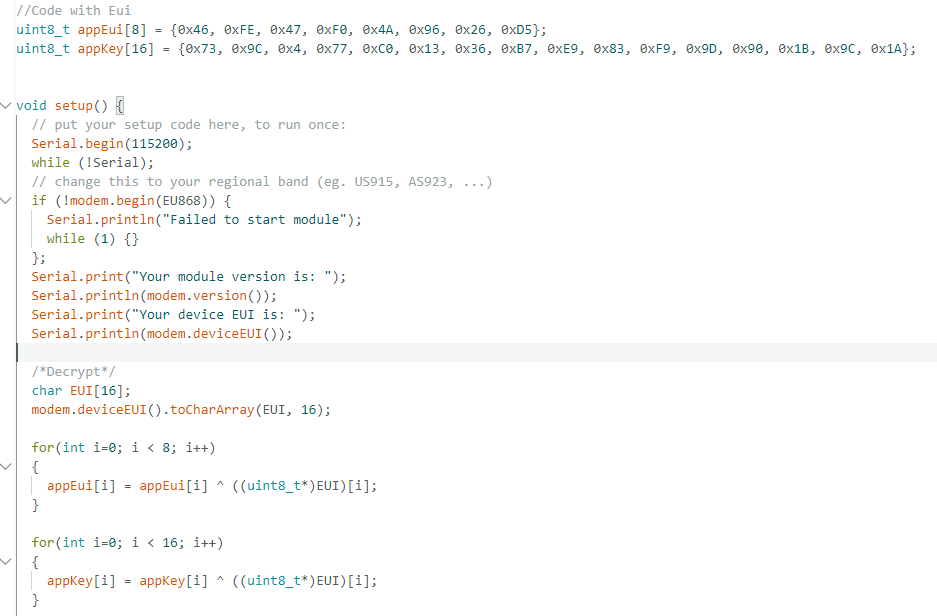 //Code with Eui
uint8_t appEui[8] = {0x46, 0xFE, 0x47, 0xF0, 0x4A, 0x96, 0x26, 0xD5};
uint8_t appKey[16] = {0x73, 0x9C, 0x4, 0x77, 0xC0, 0x13, 0x36, 0xB7, 0xE9, 0x83, 0xF9, 0x9D, 0x90, 0x1B, 0x9C, 0x1A};
void setup() {
// put your setup code here, to run once:
Serial.begin(115200);
while (!Serial);
// change this to your regional band (eg. US915, AS923, ...)
if (!modem.begin(EU868)) {
Serial.println("Failed to start module");
while (1) {}
};
Serial.print("Your module version is: ");
Serial.println(modem.version());
Serial.print("Your device EUI is: ");
Serial.println(modem.deviceEUI());
/*Decrypt*/
char EUI[16];
modem.deviceEUI().toCharArray(EUI, 16);
for(int i=0; i < 8; i++)
{
appEui[i] = appEui[i] ^ ((uint8_t*)EUI)[i];
}
for(int i=0; i < 16; i++)
{
appKey[i] = appKey[i] ^ ((uint8_t*)EUI)[i];
}